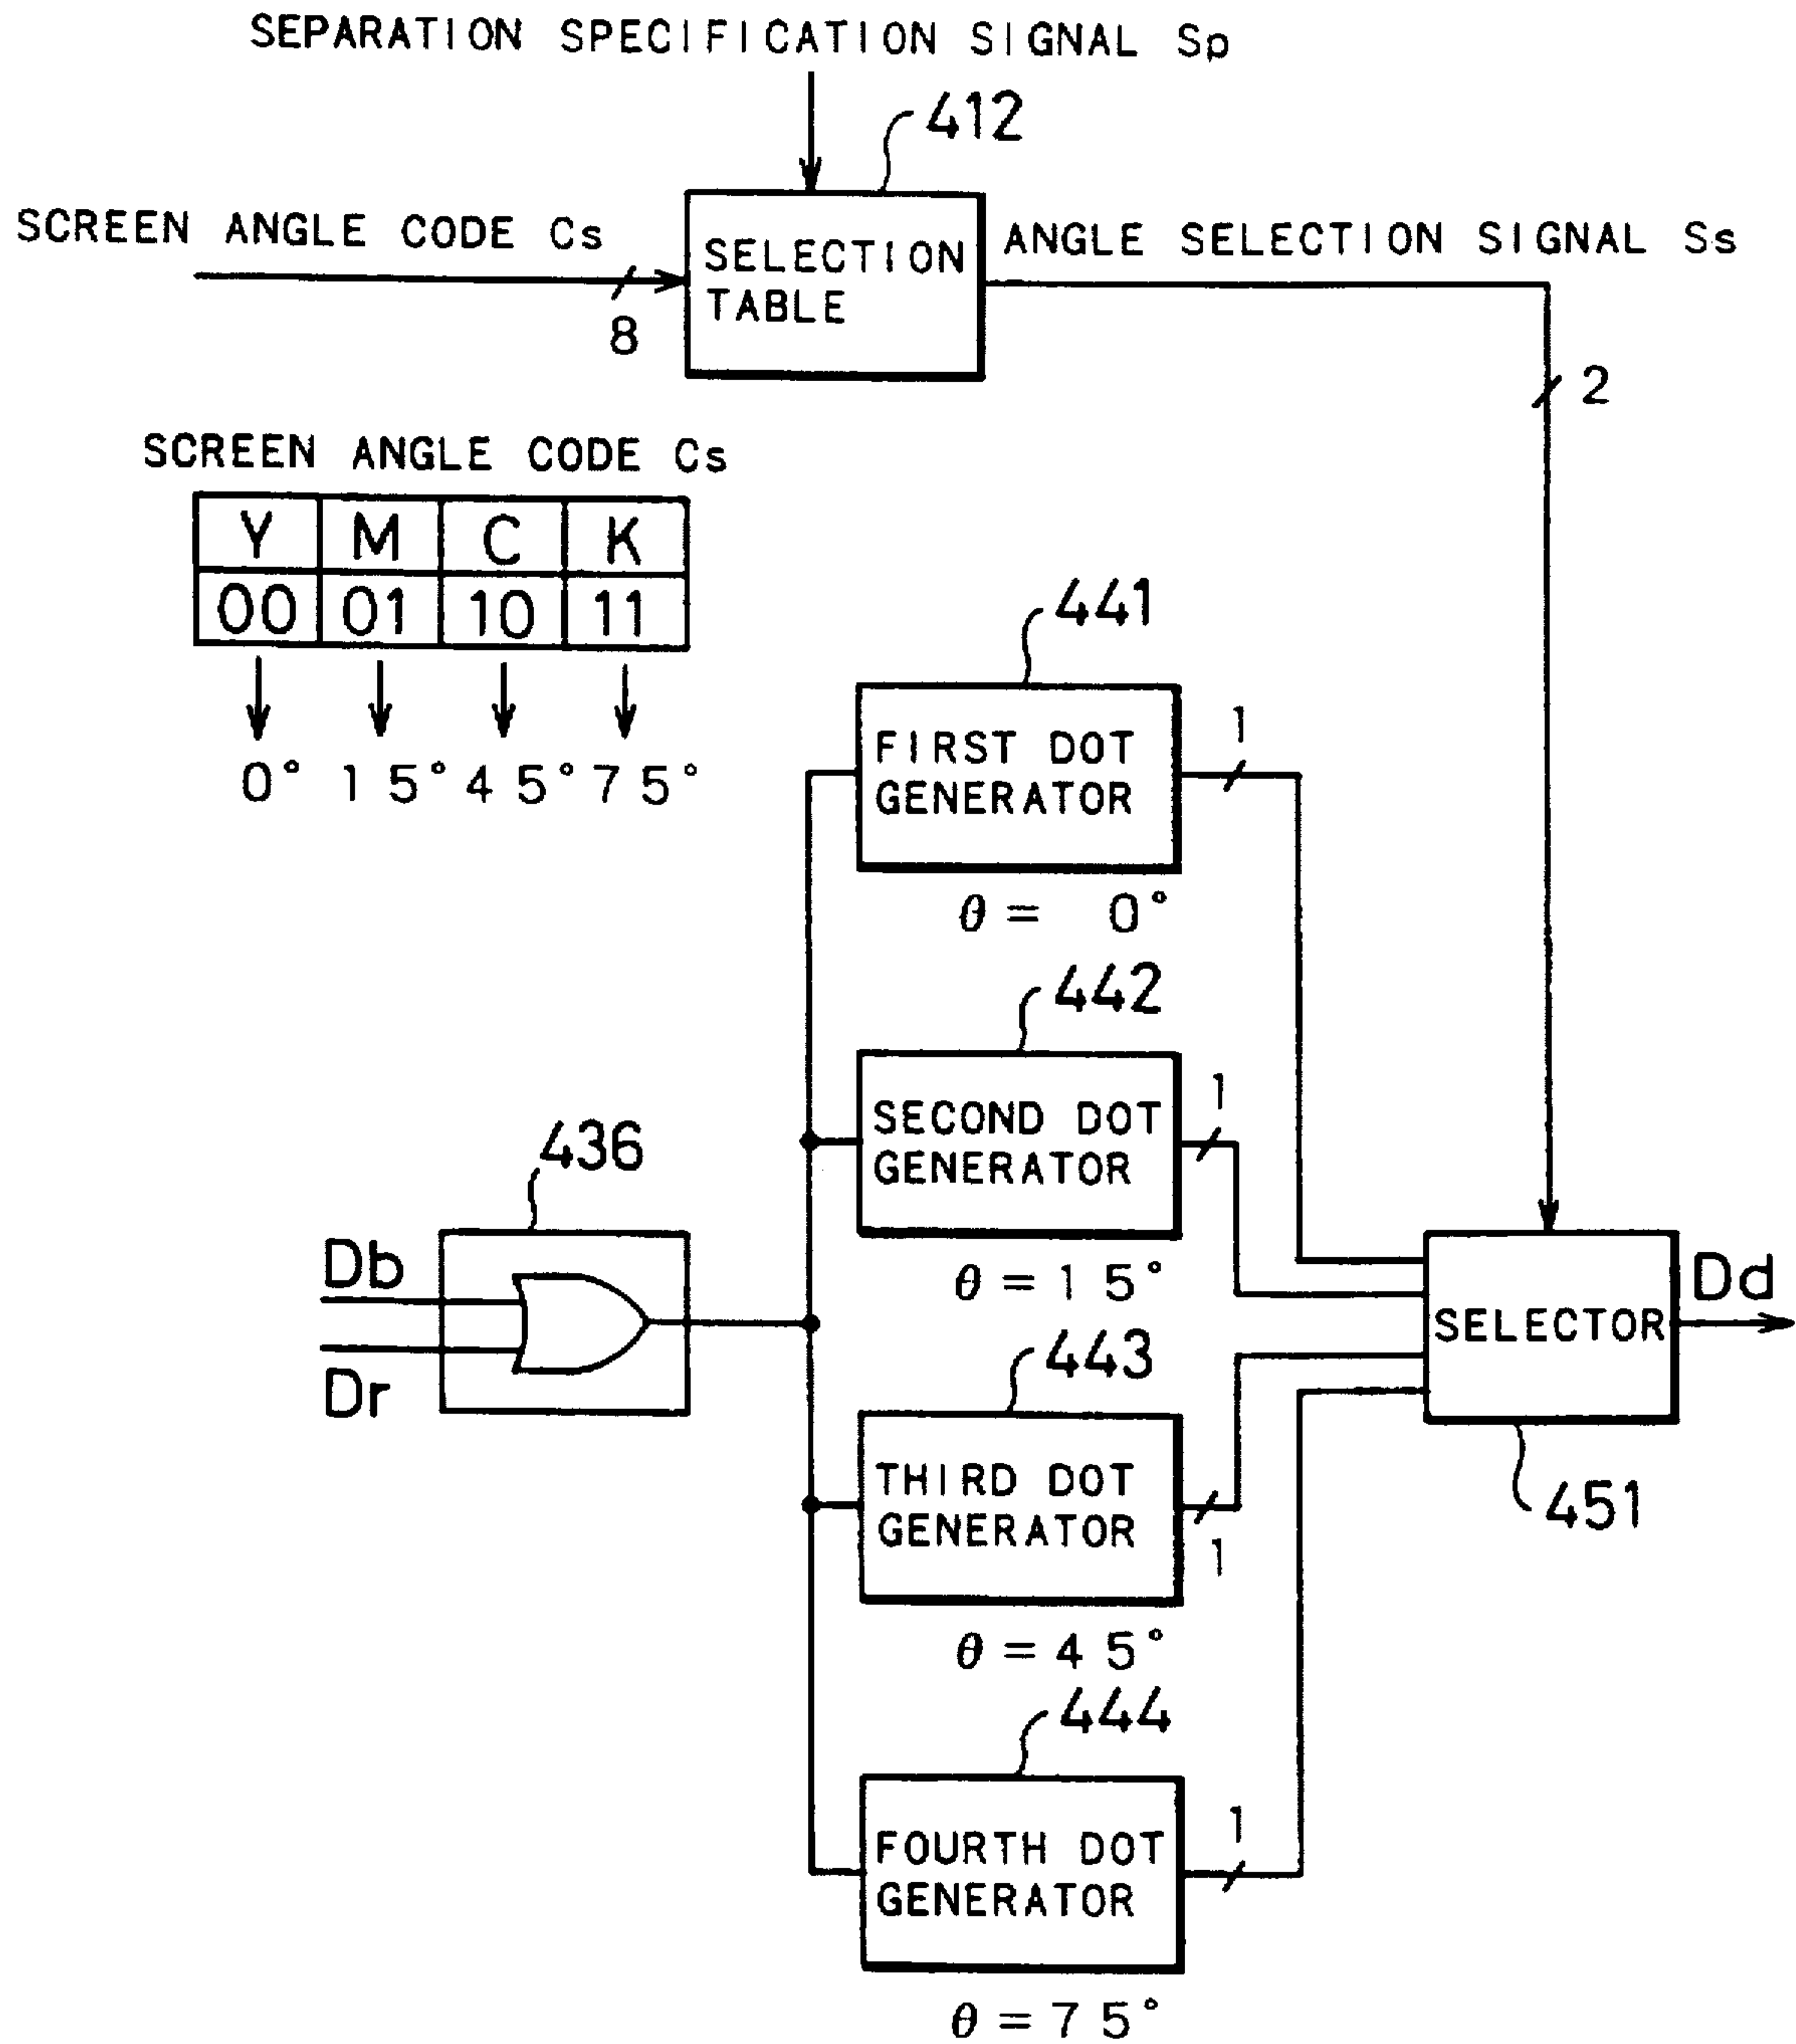 SEPARATION SPECIFICATION SIGNAL Sp
412
SCREEN ANGLE CODE Cs
8
SELECTION
TABLE
ANGLE SELECTION SIGNAL Ss
2
SCREEN ANGLE CODE Cs
Y M C K
00 01 10 11
0° 15° 45° 75°
441
FIRST DOT
GENERATOR
1
θ = 0°
442
SECOND DOT
GENERATOR
1
θ = 15°
436
Db
Dr
443
THIRD DOT
GENERATOR
1
θ = 45°
SELECTOR
Dd
451
444
FOURTH DOT
GENERATOR
1
θ = 75°